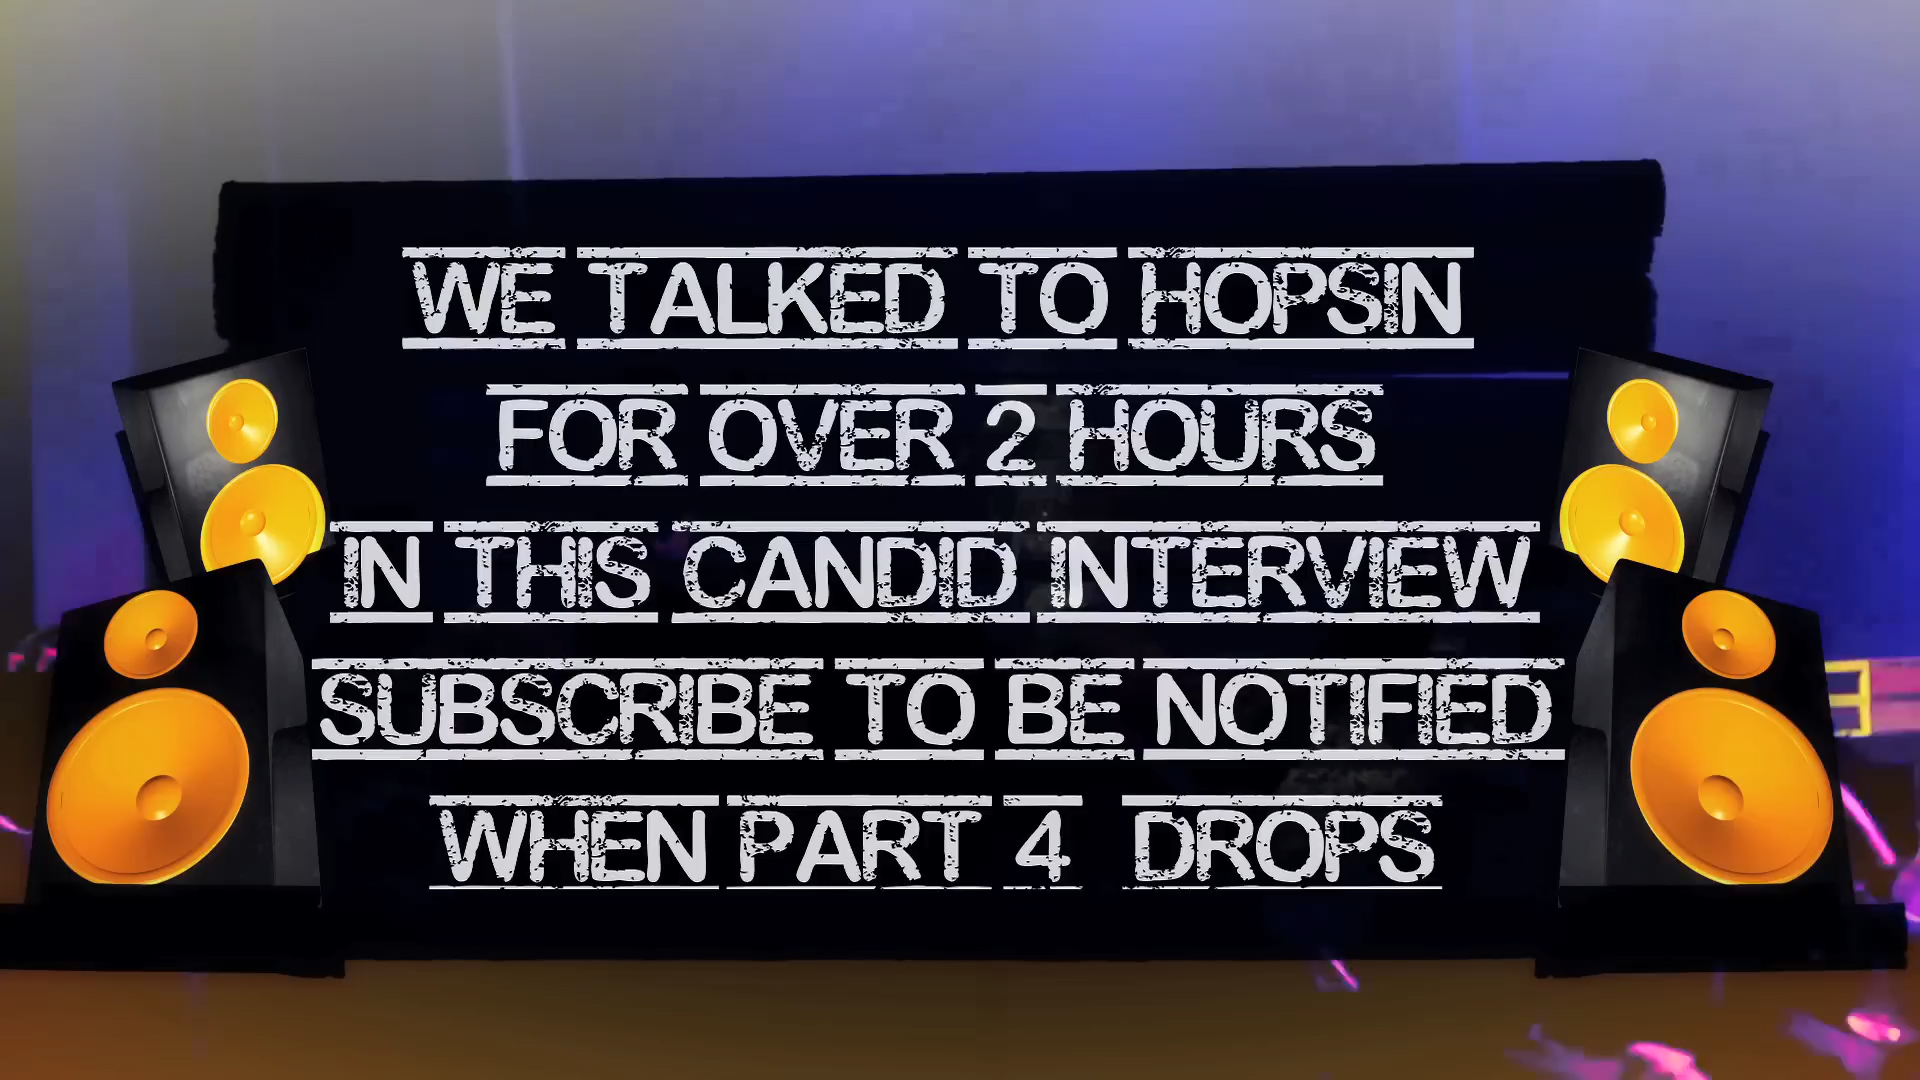 WE TALKED TO HOPSIN
FOR OVER 2 HOURS
IN THIS CANDID INTERVIEW
SUBSCRIBE TO BE NOTIFIED
WHEN PART 4 DROPS